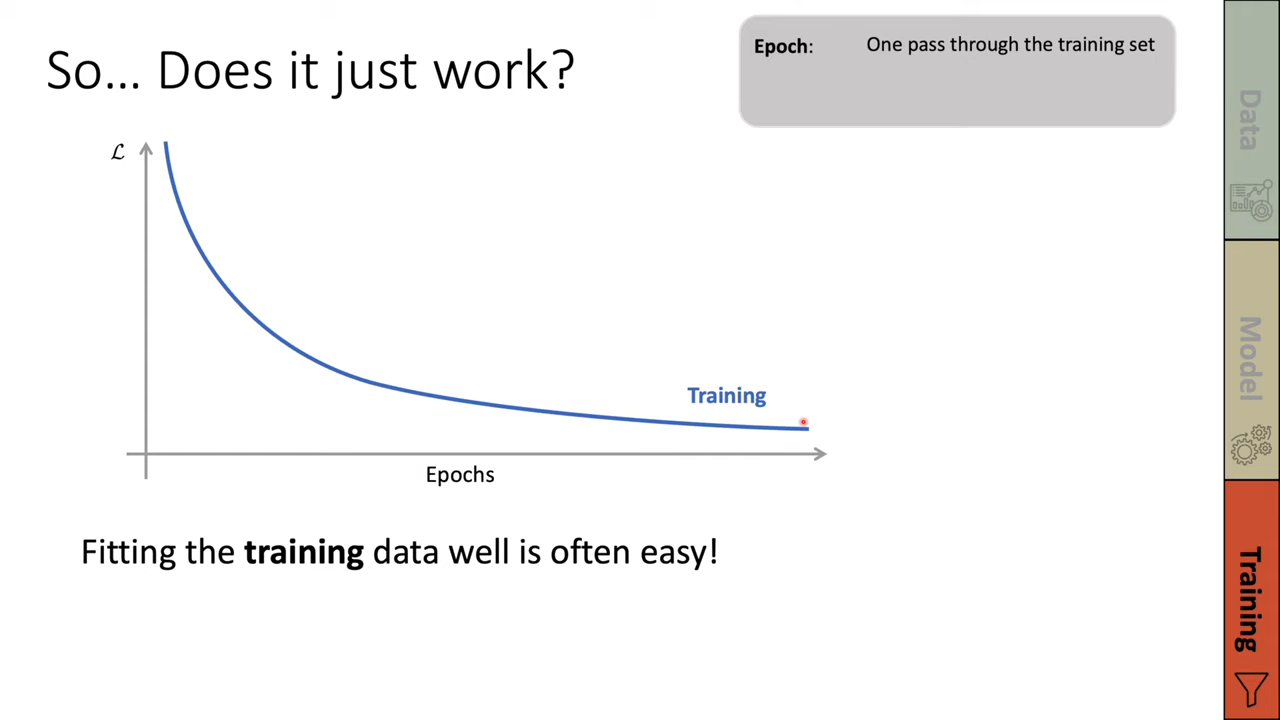 So… Does it just work?
Epoch: One pass through the training set
ℒ
Training
Epochs
Fitting the training data well is often easy!
Data
Model
Training